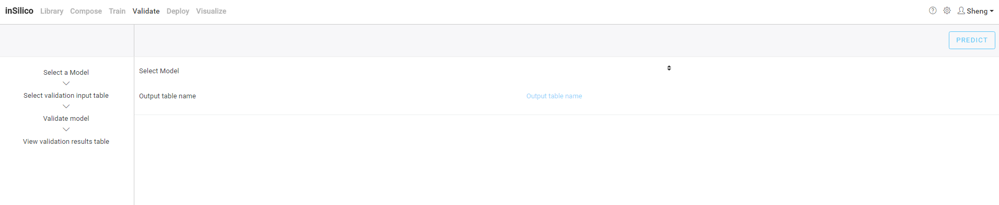 inSilico Library Compose Train Validate Deploy Visualize Sheng
PREDICT
Select a Model
Select validation input table
Validate model
View validation results table
Select Model
Output table name Output table name